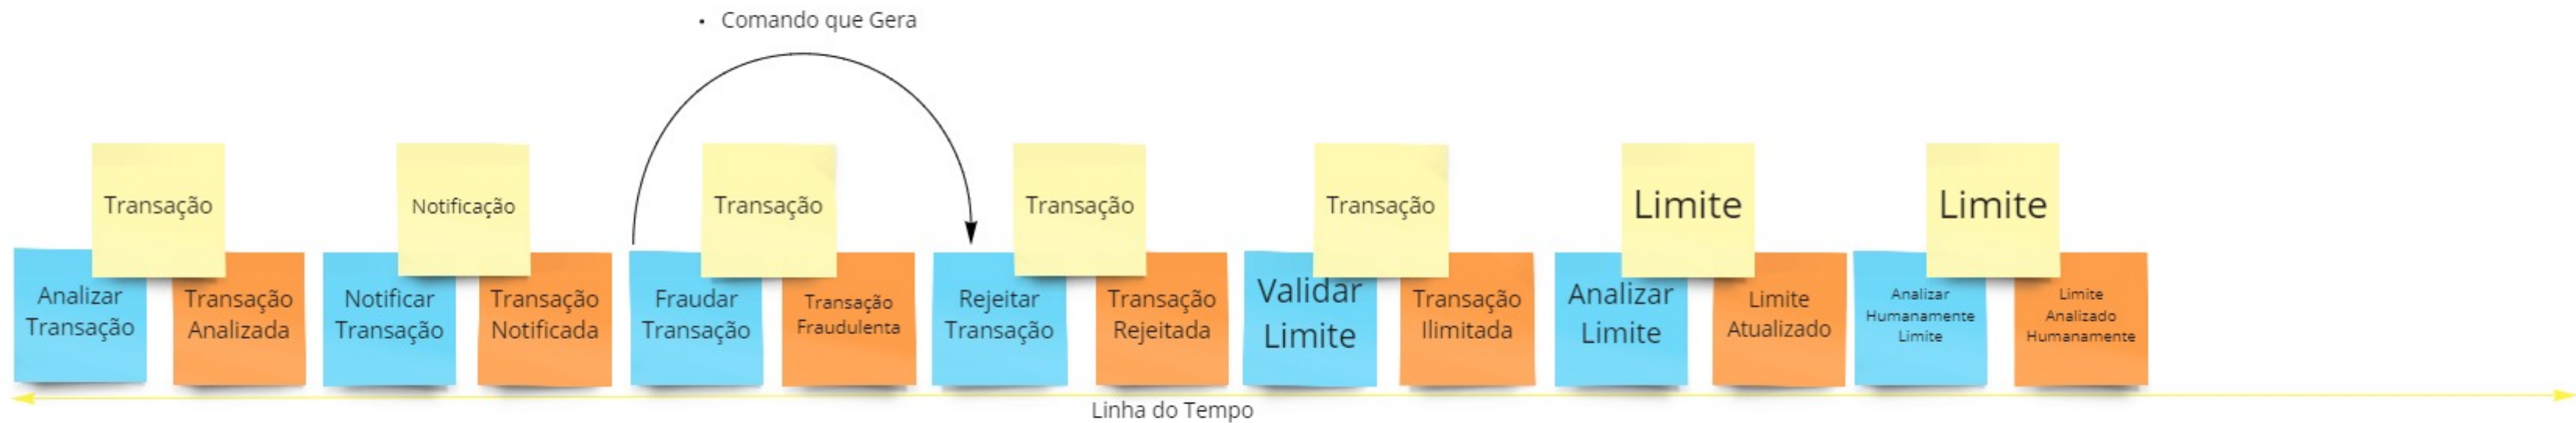 • Comando que Gera
Transação
Analizar
Transação
Transação
Analizada
Notificação
Notificar
Transação
Transação
Notificada
Transação
Fraudar
Transação
Transação
Fraudulenta
Transação
Rejeitar
Transação
Transação
Rejeitada
Transação
Validar
Limite
Transação
Ilimitada
Limite
Analizar
Limite
Limite
Atualizado
Limite
Analizar
Humanamente
Limite
Limite
Analizado
Humanamente
Linha do Tempo